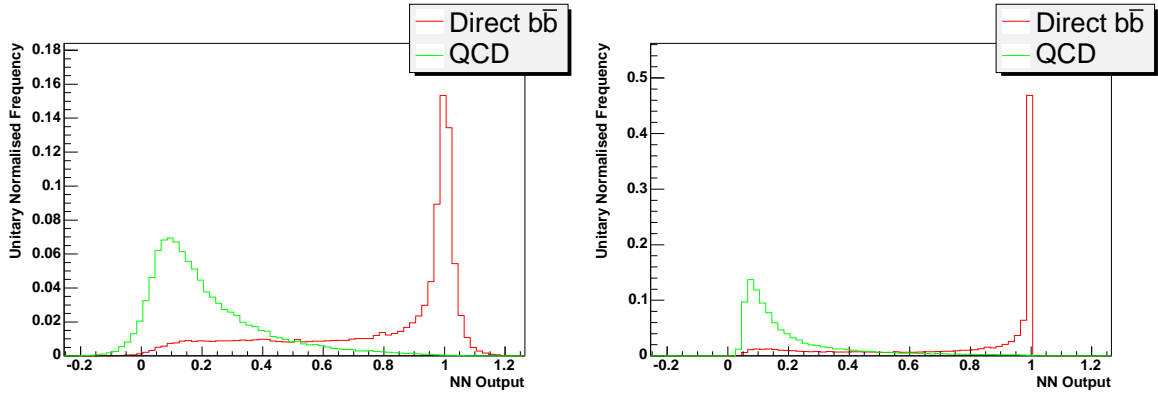 Direct bb̅
QCD
Unitary Normalised Frequency
0.18
0.16
0.14
0.12
0.1
0.08
0.06
0.04
0.02
0
-0.2 0 0.2 0.4 0.6 0.8 1 1.2
NN Output
Direct bb̅
QCD
Unitary Normalised Frequency
0.5
0.4
0.3
0.2
0.1
0
-0.2 0 0.2 0.4 0.6 0.8 1 1.2
NN Output